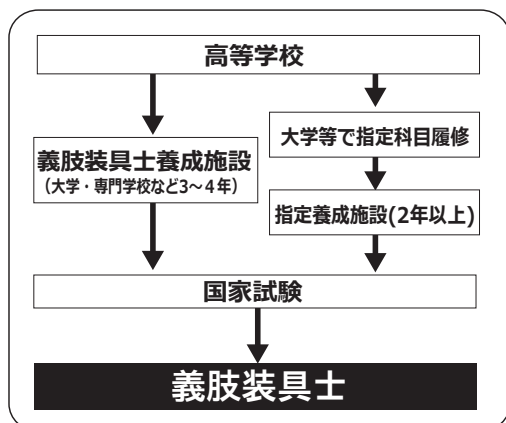 高等学校
義肢装具士養成施設
（大学・専門学校など3〜4年）
大学等で指定科目履修
指定養成施設(2年以上)
国家試験
義肢装具士